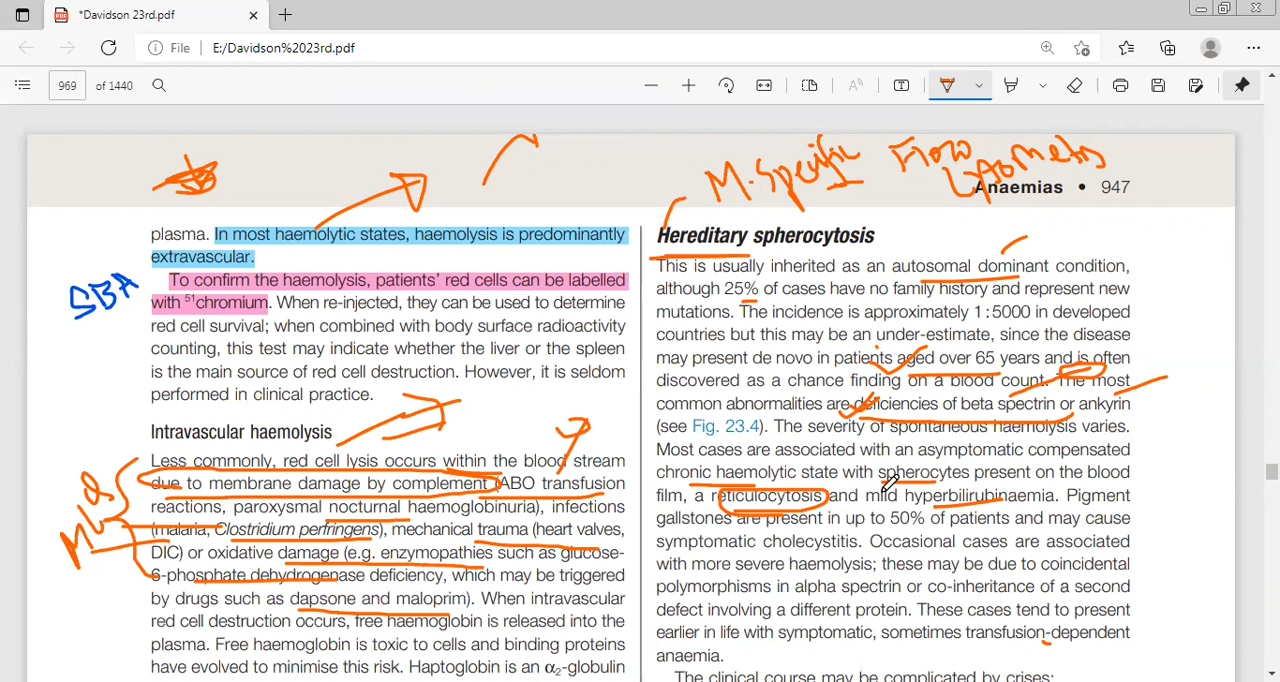 *Davidson 23rd.pdf
File
E:/Davidson%2023rd.pdf
969 of 1440
M. Specific Flow Cytometry
Anaemias • 947
plasma. In most haemolytic states, haemolysis is predominantly
extravascular.
SBA
To confirm the haemolysis, patients’ red cells can be labelled
with ⁵¹chromium. When re-injected, they can be used to determine
red cell survival; when combined with body surface radioactivity
counting, this test may indicate whether the liver or the spleen
is the main source of red cell destruction. However, it is seldom
performed in clinical practice.
Intravascular haemolysis
Less commonly, red cell lysis occurs within the blood stream
due to membrane damage by complement (ABO transfusion
reactions, paroxysmal nocturnal haemoglobinuria), infections
(malaria, Clostridium perfringens), mechanical trauma (heart valves,
DIC) or oxidative damage (e.g. enzymopathies such as glucose-
6-phosphate dehydrogenase deficiency, which may be triggered
by drugs such as dapsone and maloprim). When intravascular
red cell destruction occurs, free haemoglobin is released into the
plasma. Free haemoglobin is toxic to cells and binding proteins
have evolved to minimise this risk. Haptoglobin is an α₂-globulin
Hereditary spherocytosis
This is usually inherited as an autosomal dominant condition,
although 25% of cases have no family history and represent new
mutations. The incidence is approximately 1 : 5000 in developed
countries but this may be an under-estimate, since the disease
may present de novo in patients aged over 65 years and is often
discovered as a chance finding on a blood count. The most
common abnormalities are deficiencies of beta spectrin or ankyrin
(see Fig. 23.4). The severity of spontaneous haemolysis varies.
Most cases are associated with an asymptomatic compensated
chronic haemolytic state with spherocytes present on the blood
film, a reticulocytosis and mild hyperbilirubinaemia. Pigment
gallstones are present in up to 50% of patients and may cause
symptomatic cholecystitis. Occasional cases are associated
with more severe haemolysis; these may be due to coincidental
polymorphisms in alpha spectrin or co-inheritance of a second
defect involving a different protein. These cases tend to present
earlier in life with symptomatic, sometimes transfusion-dependent
anaemia.
The clinical course may be complicated by crises: